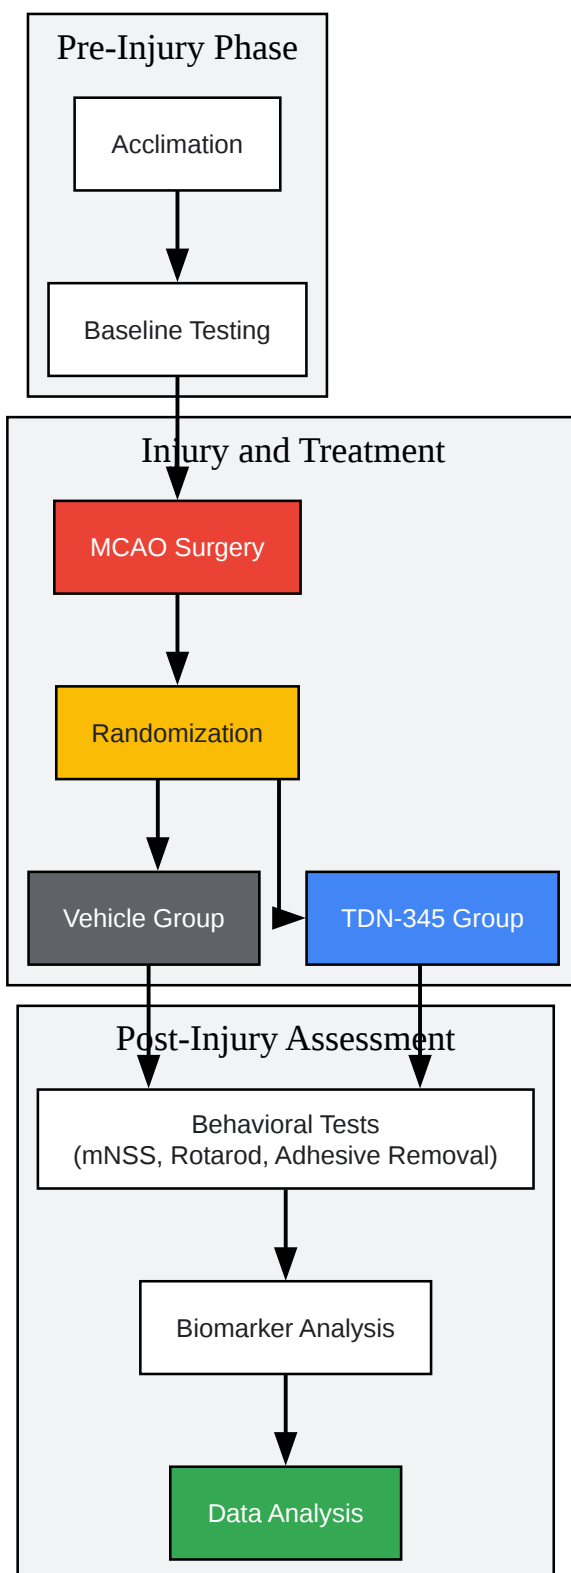 Pre-Injury Phase
Acclimation
Baseline Testing
Injury and Treatment
MCAO Surgery
Randomization
Vehicle Group
TDN-345 Group
Post-Injury Assessment
Behavioral Tests
(mNSS, Rotarod, Adhesive Removal)
Biomarker Analysis
Data Analysis